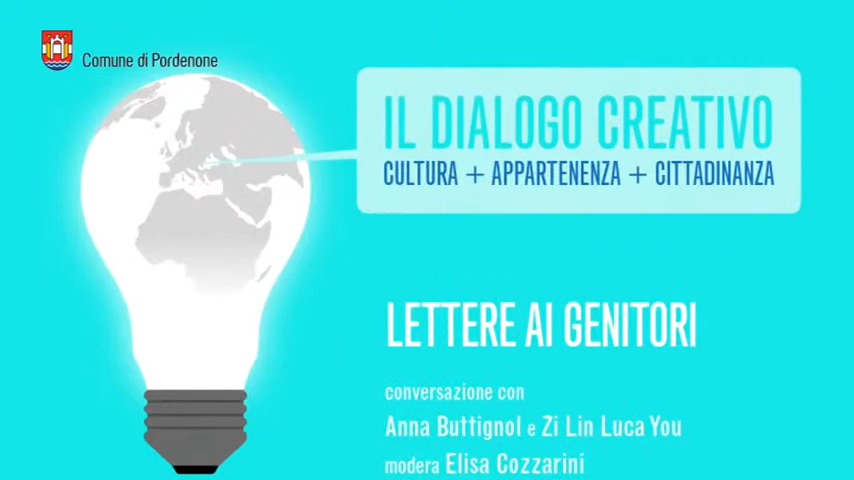 Comune di Pordenone
IL DIALOGO CREATIVO
CULTURA + APPARTENENZA + CITTADINANZA
LETTERE AI GENITORI
conversazione con
Anna Buttignol e Zi Lin Luca You
modera Elisa Cozzarini